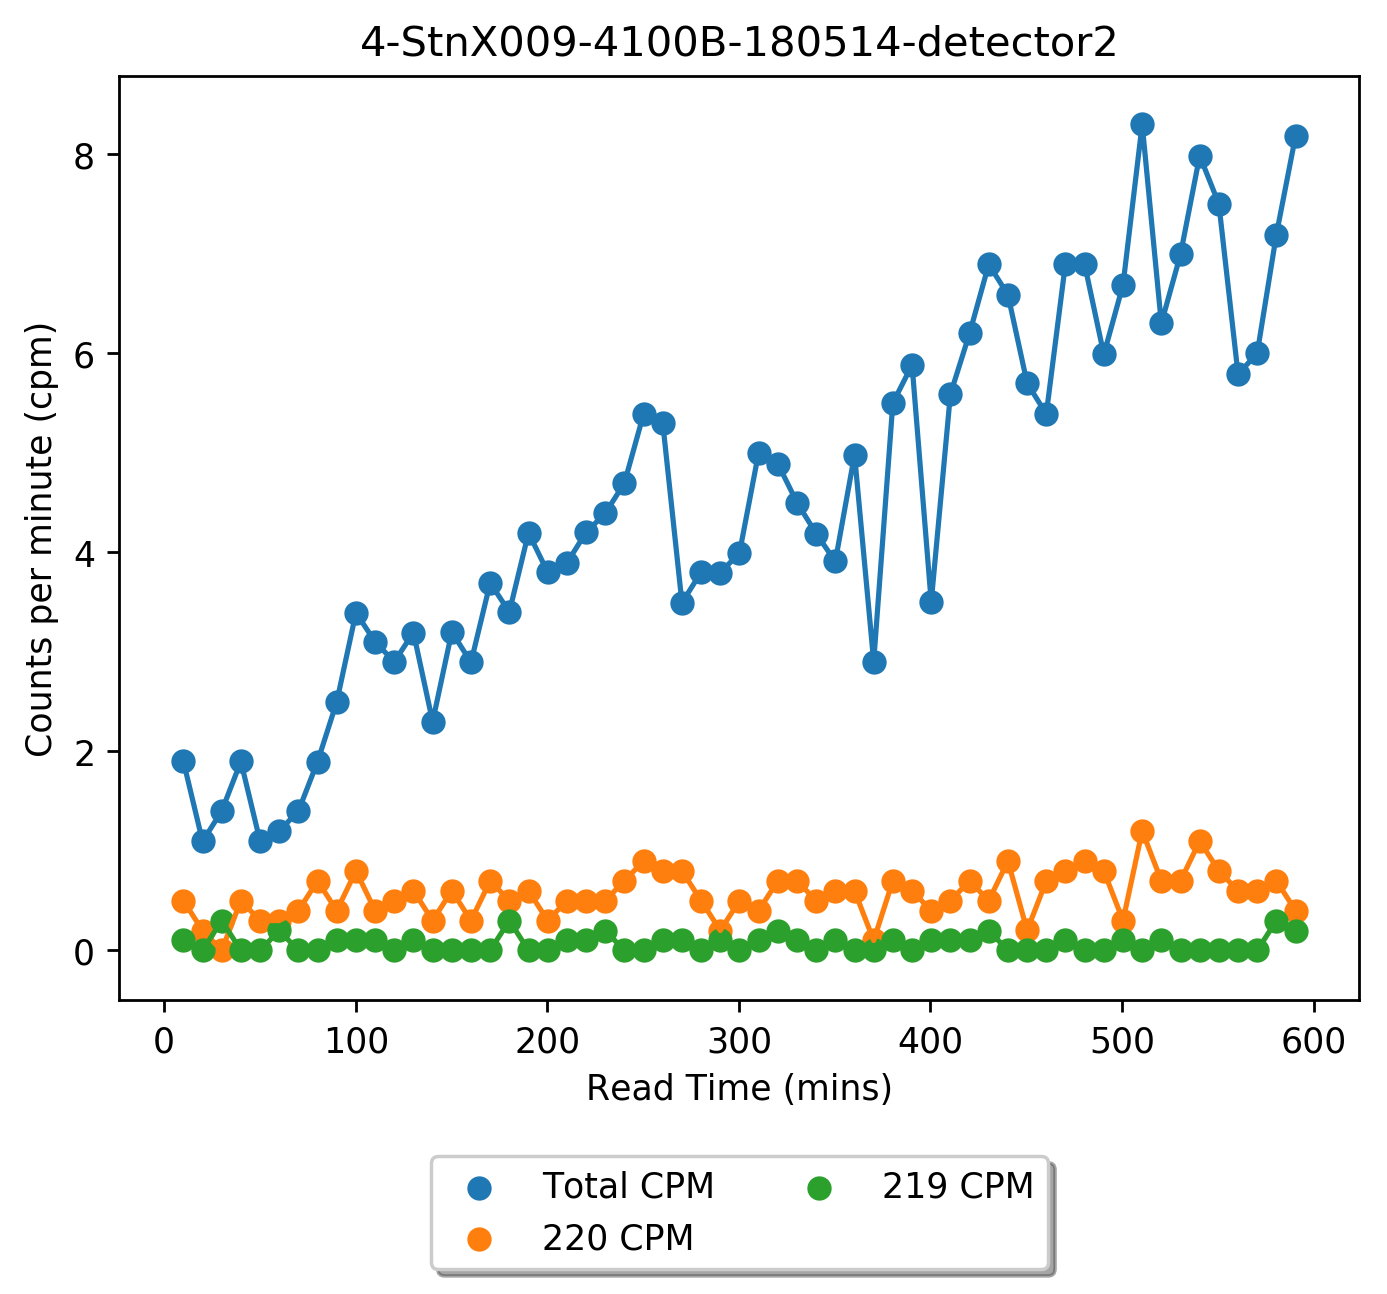 4-StnX009-4100B-180514-detector2
Counts per minute (cpm)
8
6
4
2
0
0 100 200 300 400 500 600
Read Time (mins)
Total CPM 219 CPM
220 CPM